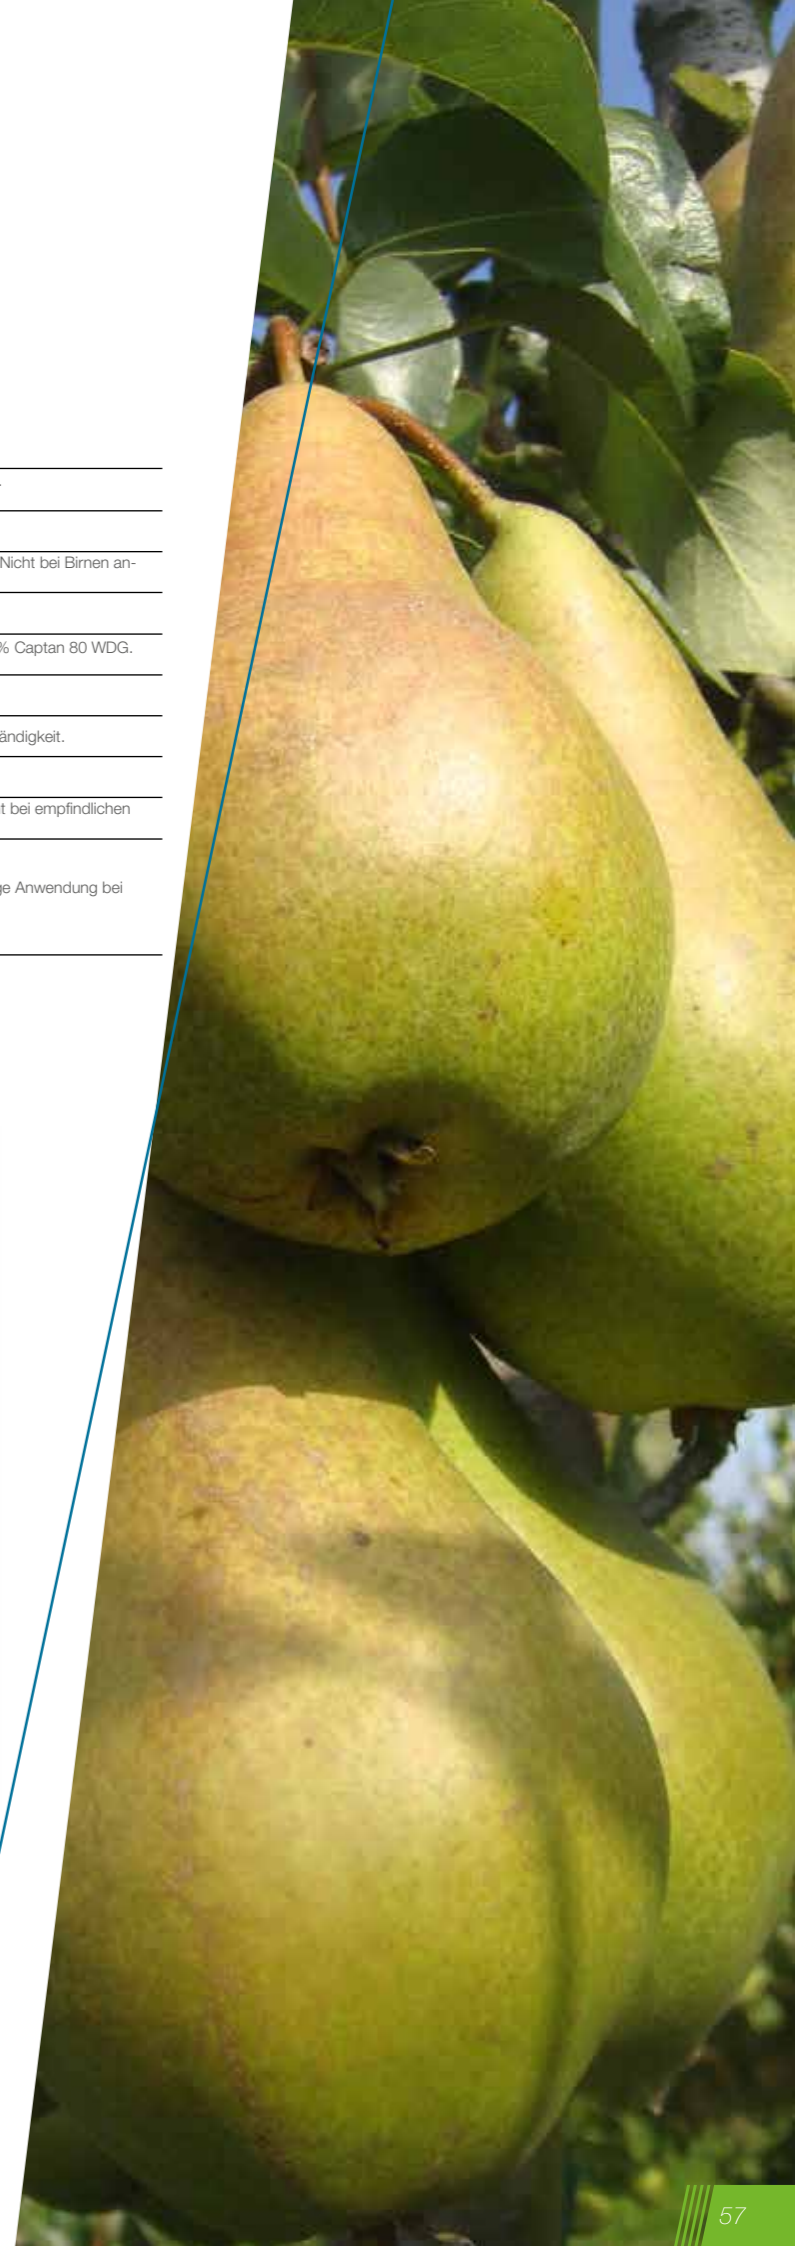 Nicht bei Birnen an-
% Captan 80 WDG.
ändigkeit.
t bei empfindlichen
ge Anwendung bei
57